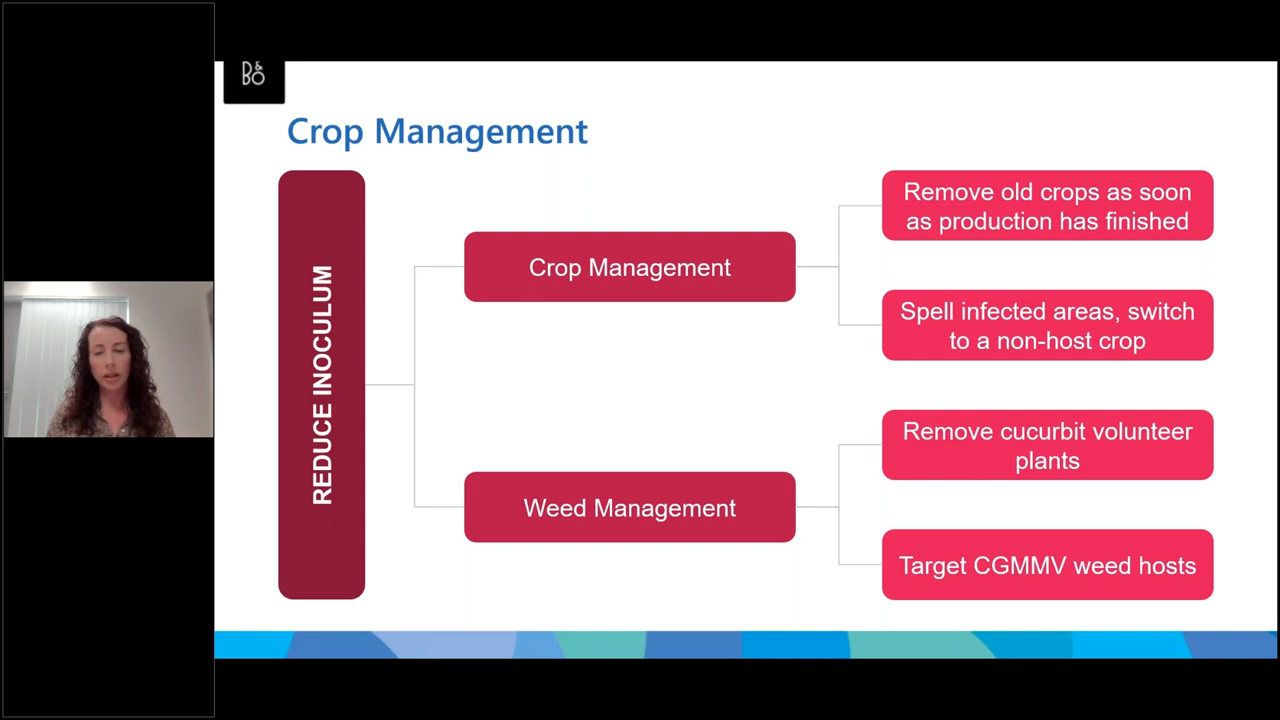 B&
BO
Crop Management
REDUCE INOCULUM
Crop Management
Remove old crops as soon
as production has finished
Spell infected areas, switch
to a non-host crop
Weed Management
Remove cucurbit volunteer
plants
Target CGMMV weed hosts